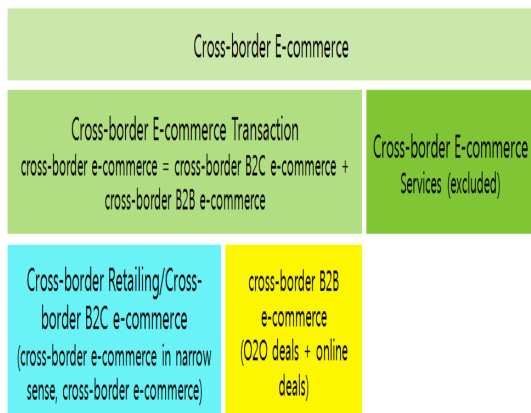 Cross-border E-commerce
Cross-border E-commerce Transaction
cross-border e-commerce = cross-border B2C e-commerce +
cross-border B2B e-commerce
Cross-border E-commerce
Services (excluded)
Cross-border Retailing/Cross-
border B2C e-commerce
(cross-border e-commerce in narrow
sense, cross-border e-commerce)
cross-border B2B
e-commerce
(O2O deals + online
deals)